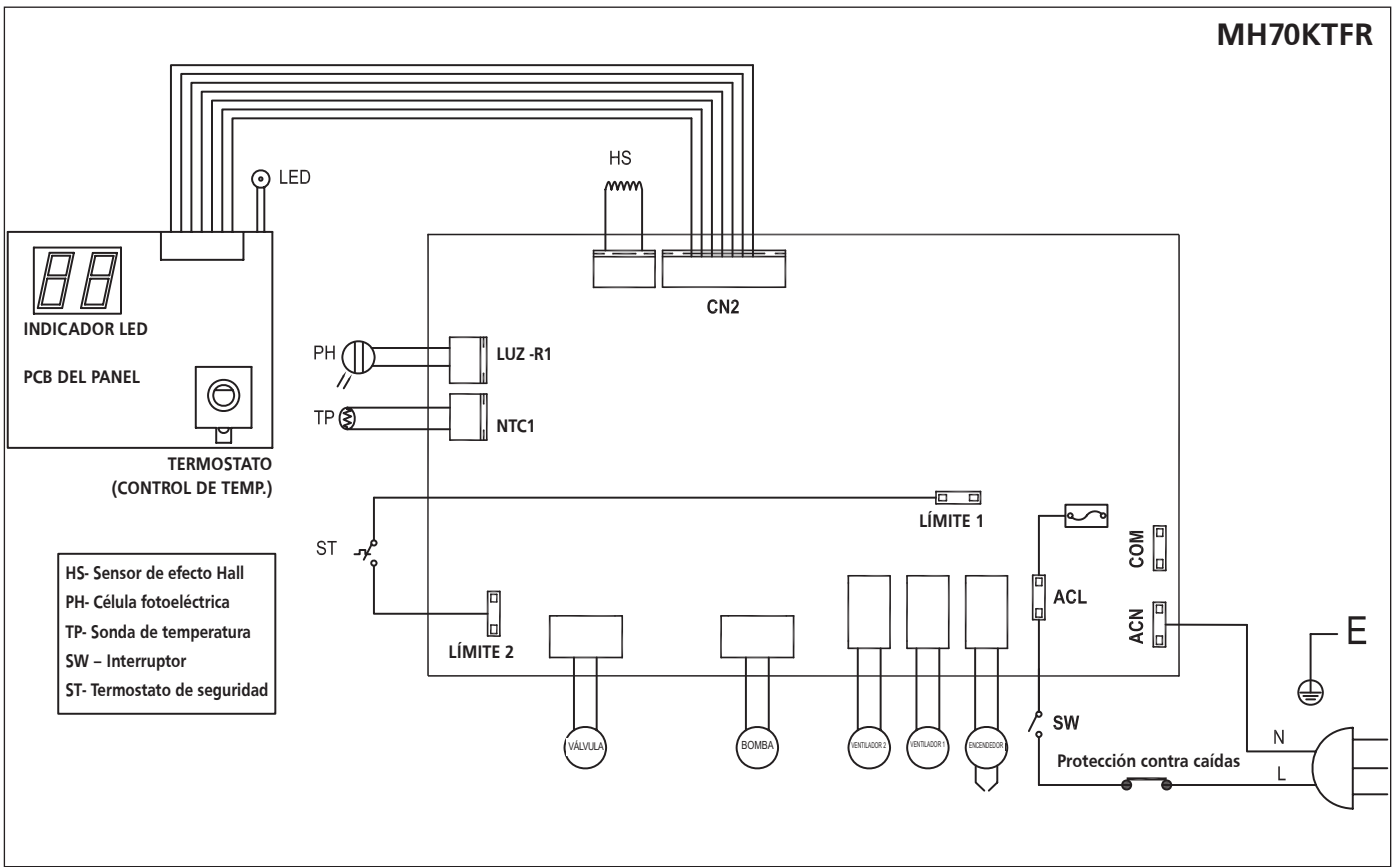 MH70KTFR
LED
HS
CN2
INDICADOR LED
PCB DEL PANEL
PH
LUZ -R1
TP
NTC1
TERMOSTATO
(CONTROL DE TEMP.)
LÍMITE 1
ST
LÍMITE 2
ACL
COM
ACN
E
HS- Sensor de efecto Hall
PH- Célula fotoeléctrica
TP- Sonda de temperatura
SW – Interruptor
ST- Termostato de seguridad
VÁLVULA
BOMBA
VENTILADOR 2
VENTILADOR 1
ENCENDEDOR
SW
Protección contra caídas
N
L